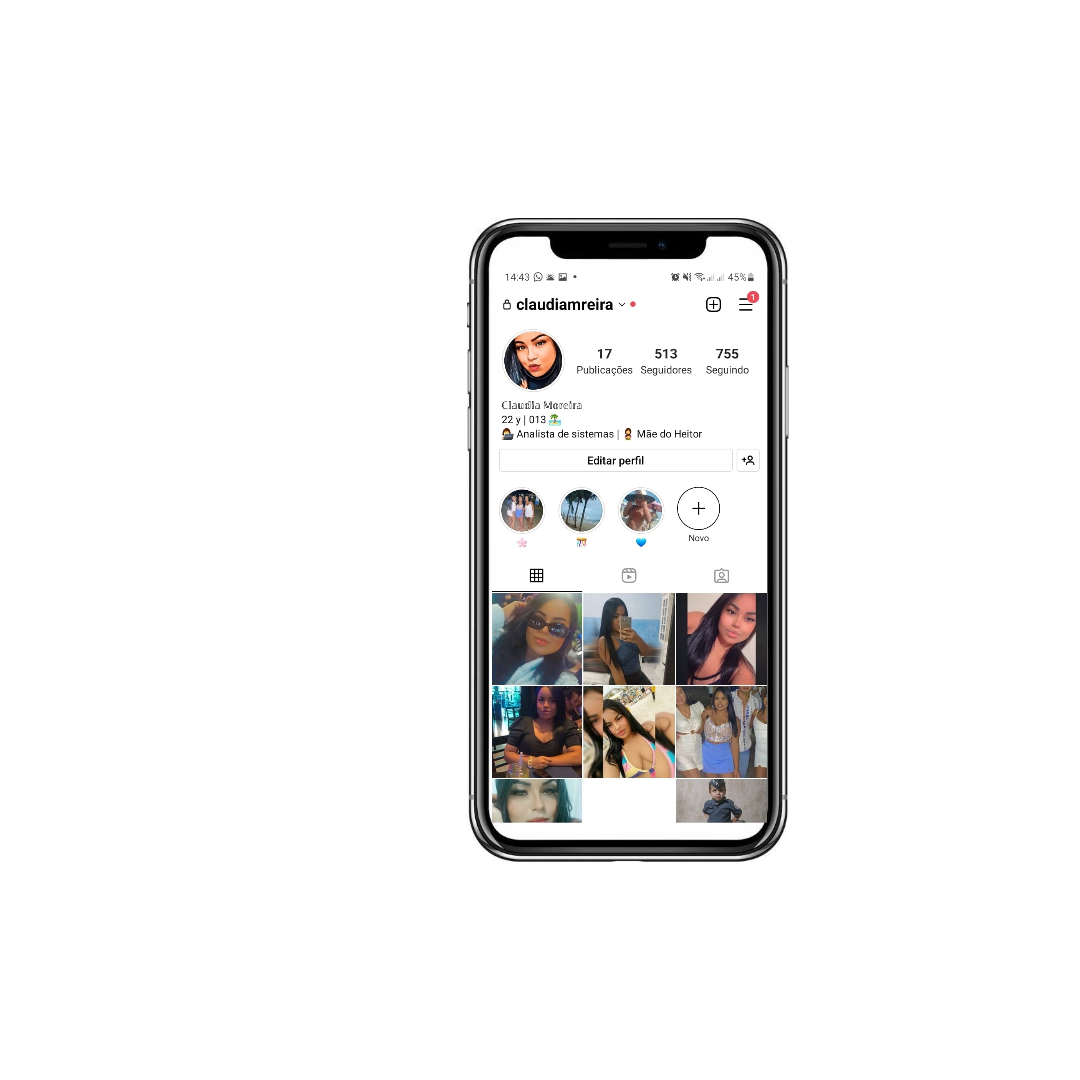 14:43 45%
claudiamreira
1
17 513 755
Publicações Seguidores Seguindo
Claudia Moreira
22 y | 013 🏝️
👩‍💻 Analista de sistemas | 🤱 Mãe do Heitor
Editar perfil
Novo